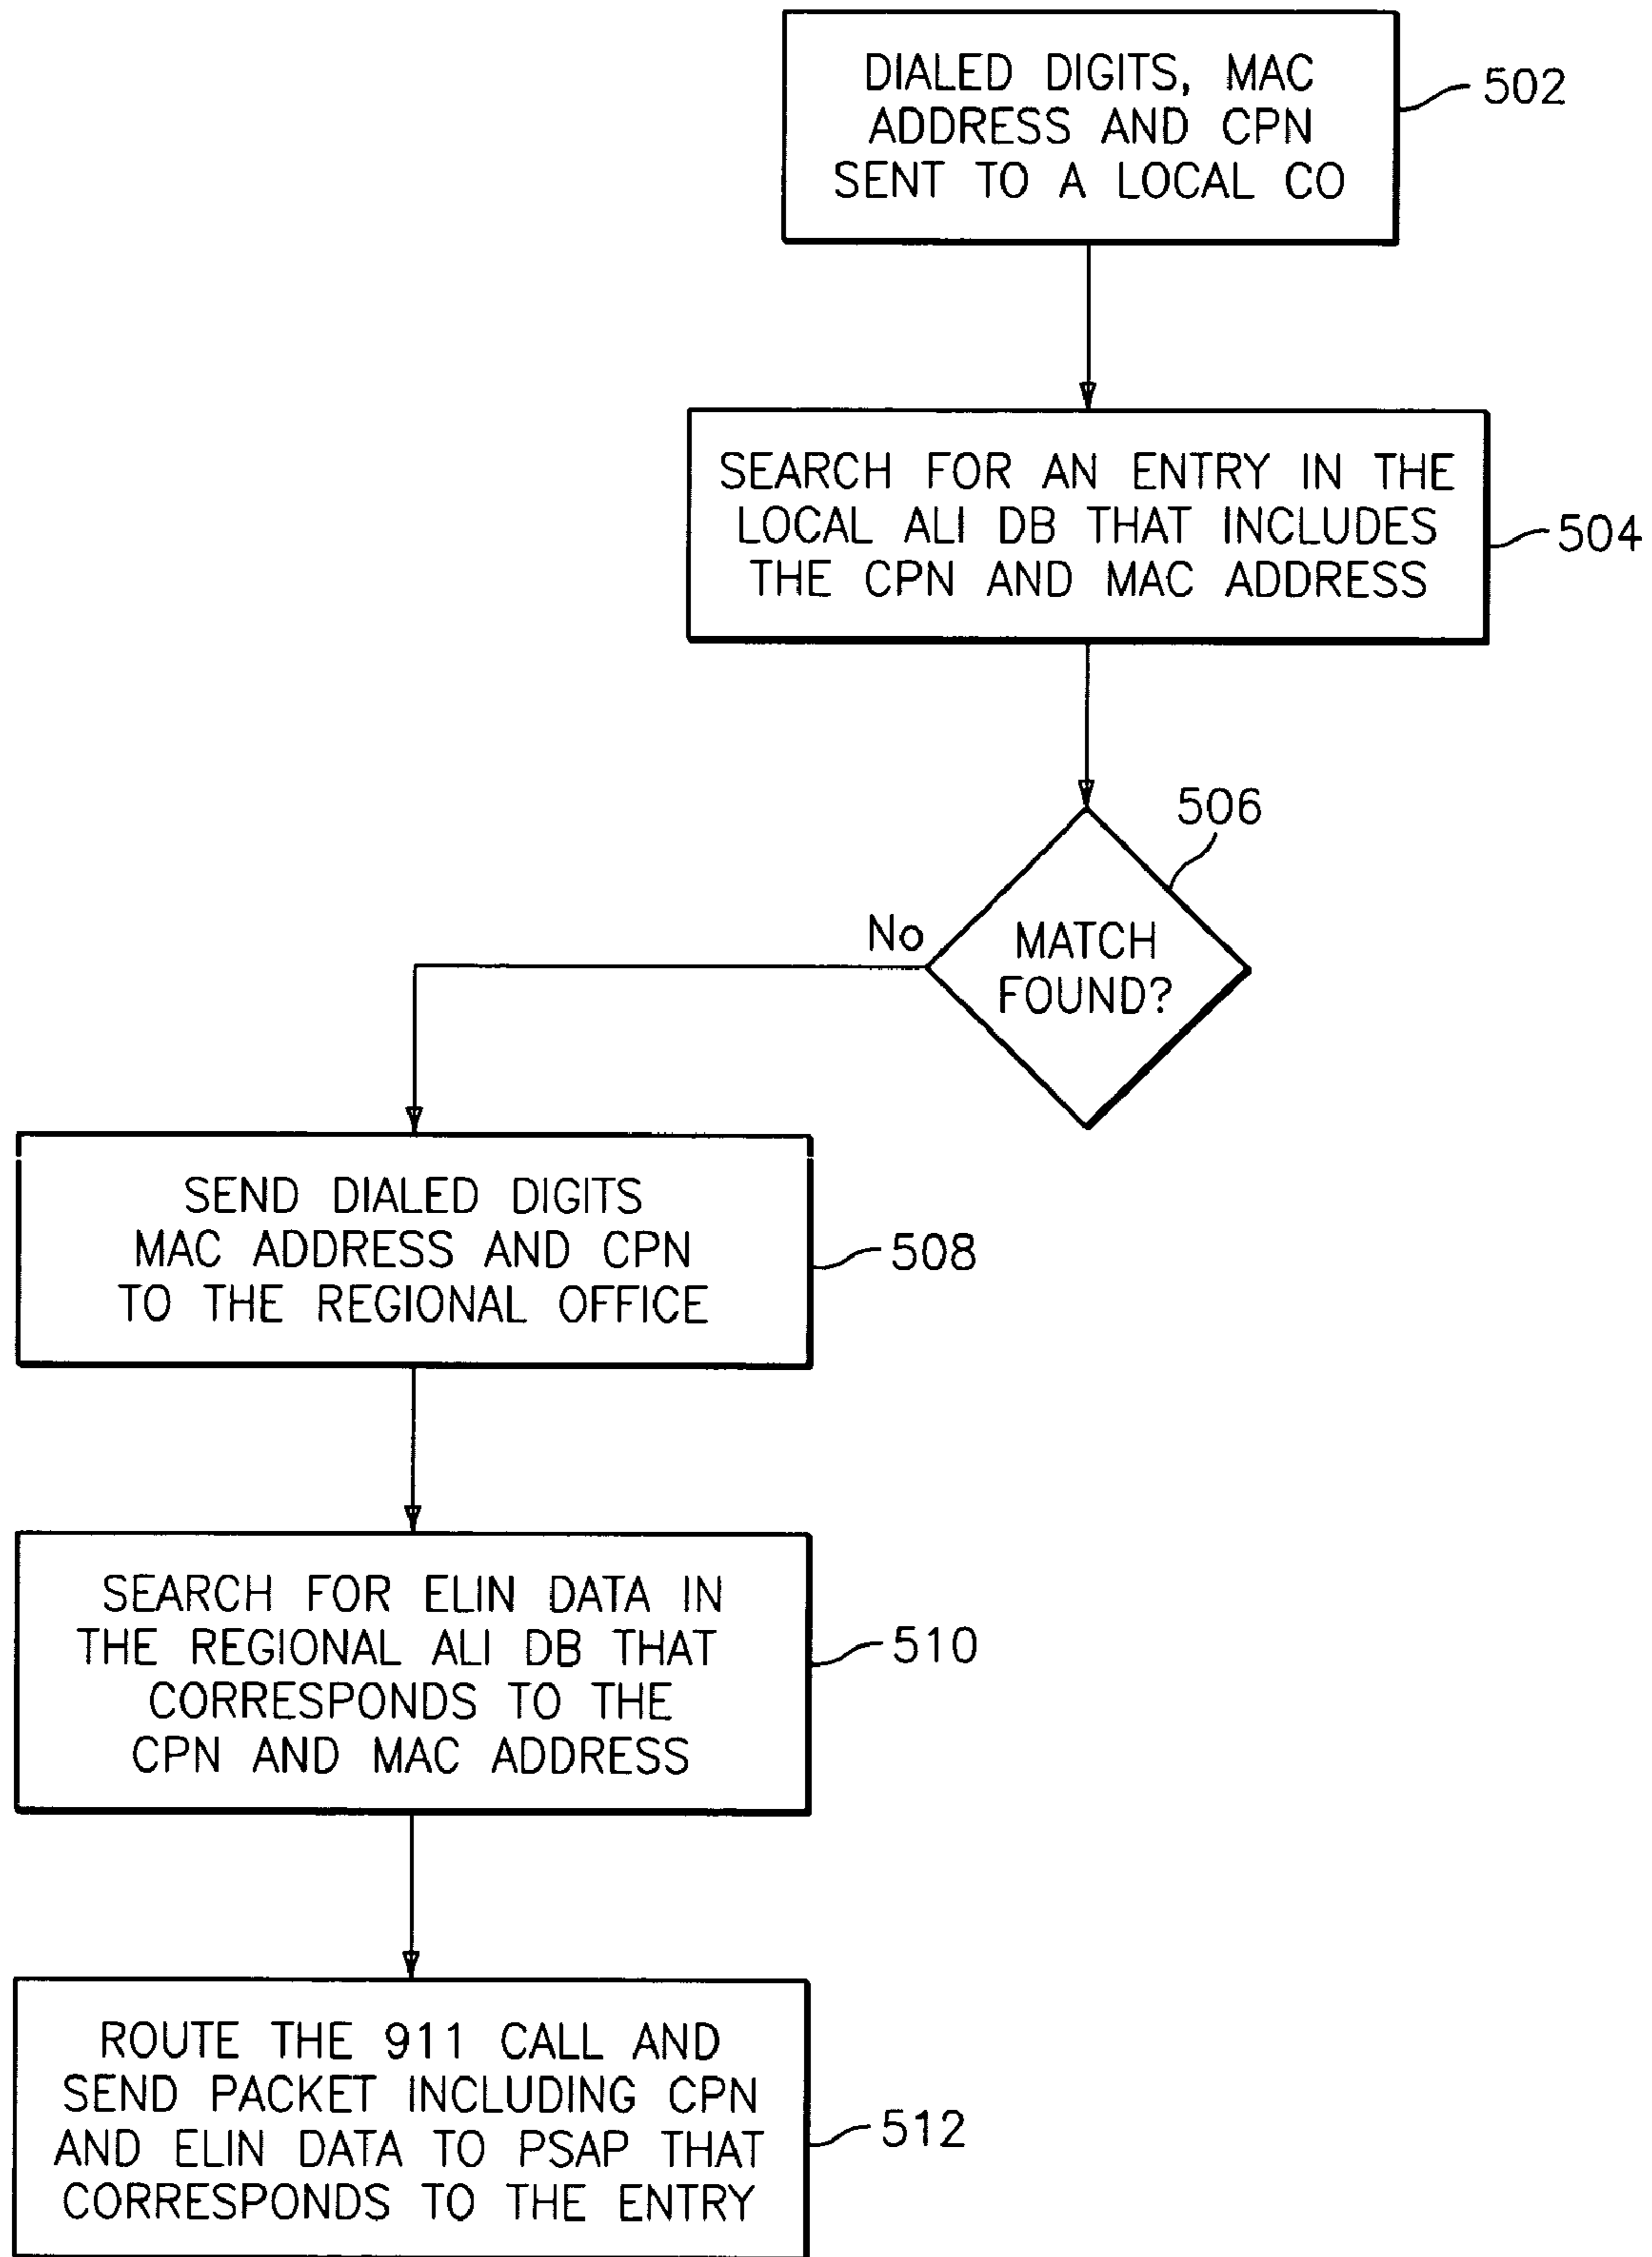 DIALED DIGITS, MAC
ADDRESS AND CPN
SENT TO A LOCAL CO
502
SEARCH FOR AN ENTRY IN THE
LOCAL ALI DB THAT INCLUDES
THE CPN AND MAC ADDRESS
504
506
No
MATCH
FOUND?
SEND DIALED DIGITS
MAC ADDRESS AND CPN
TO THE REGIONAL OFFICE
508
SEARCH FOR ELIN DATA IN
THE REGIONAL ALI DB THAT
CORRESPONDS TO THE
CPN AND MAC ADDRESS
510
ROUTE THE 911 CALL AND
SEND PACKET INCLUDING CPN
AND ELIN DATA TO PSAP THAT
CORRESPONDS TO THE ENTRY
512